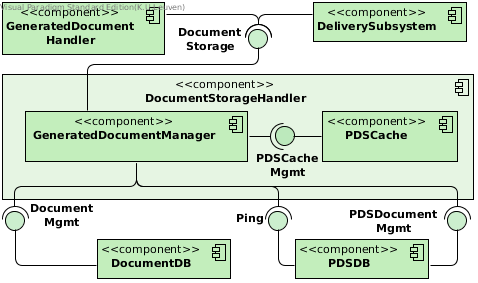 Visual Paradigm Standard Edition(K.U.Leuven)
<<component>>
GeneratedDocument
Handler
Document
Storage
<<component>>
DeliverySubsystem
<<component>>
DocumentStorageHandler
<<component>>
GeneratedDocumentManager
PDSCache
Mgmt
<<component>>
PDSCache
Document
Mgmt
Ping
PDSDocument
Mgmt
<<component>>
DocumentDB
<<component>>
PDSDB